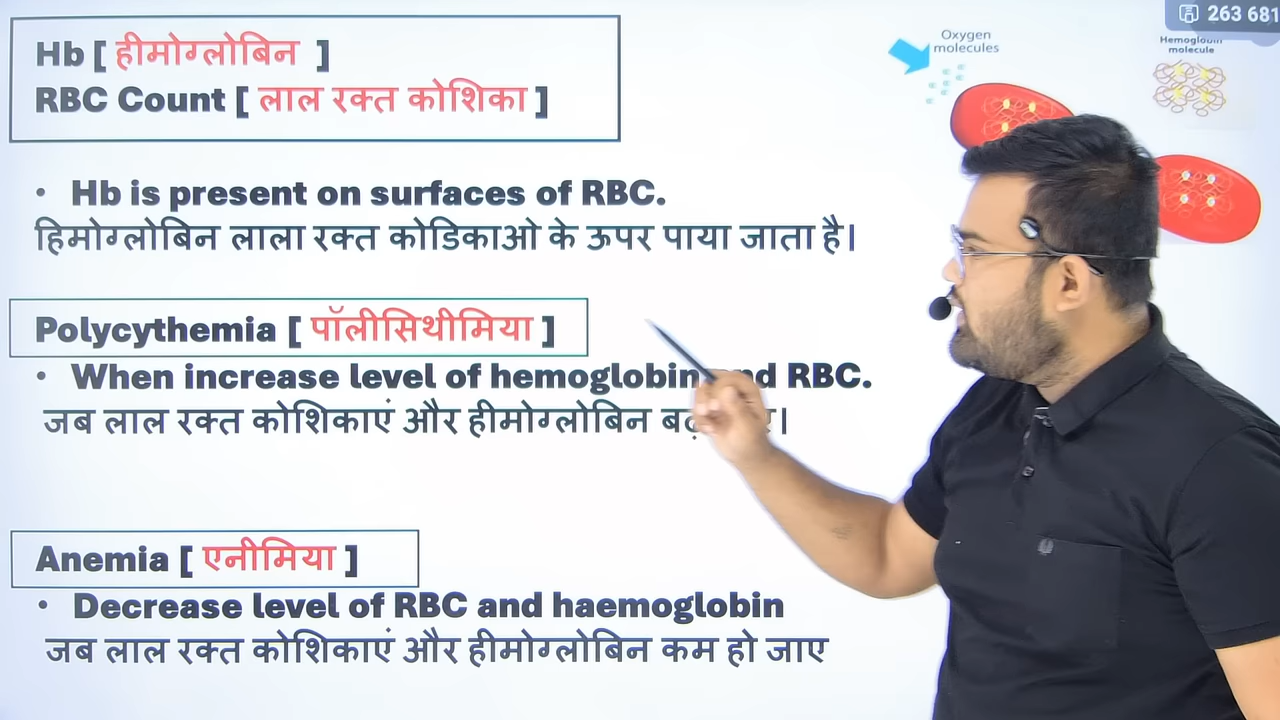 263 681
Oxygen
molecules
Hemoglobin
molecule
Hb [ हीमोग्लोबिन ]
RBC Count [ लाल रक्त कोशिका ]
• Hb is present on surfaces of RBC.
हिमोग्लोबिन लाला रक्त कोडिकाओ के ऊपर पाया जाता है।
Polycythemia [ पॉलीसिथीमिया ]
• When increase level of hemoglobin and RBC.
जब लाल रक्त कोशिकाएं और हीमोग्लोबिन
Anemia [ एनीमिया ]
• Decrease level of RBC and haemoglobin
जब लाल रक्त कोशिकाएं और हीमोग्लोबिन कम हो जाए